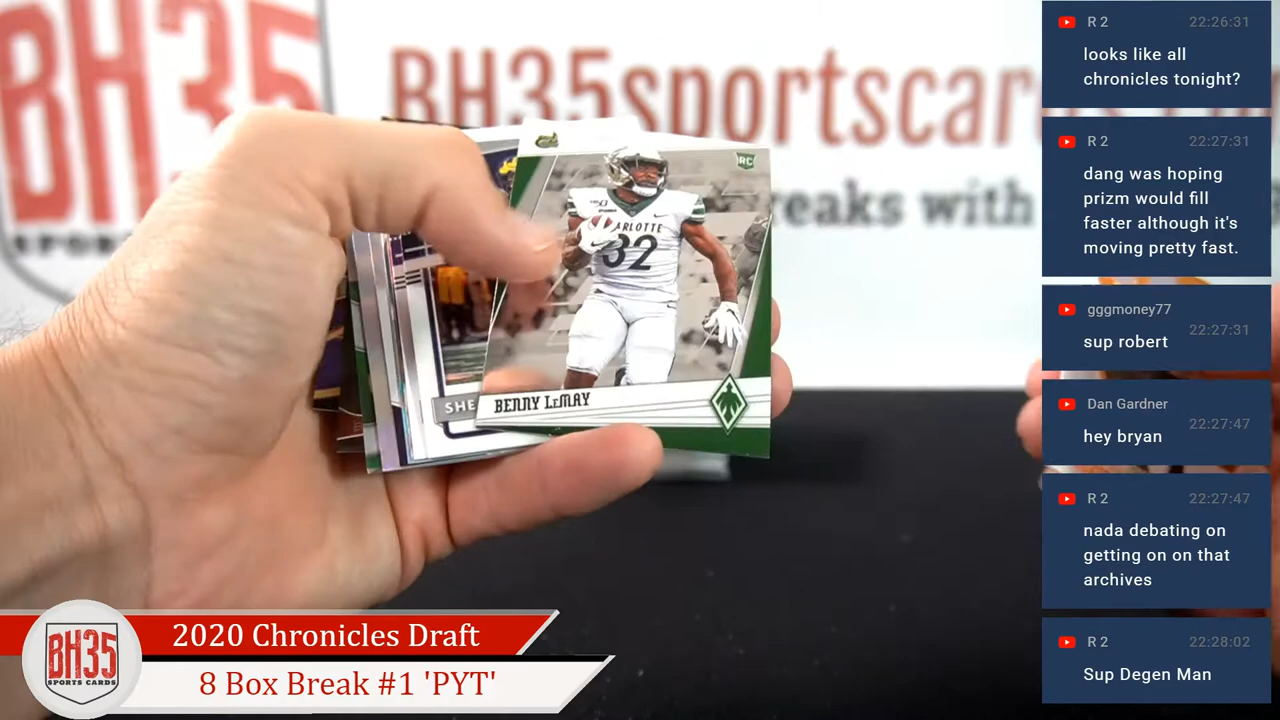 BH35
SPORTS
BH35sportscar
reaks with
RC
CHARLOTTE
32
SHE
BENNY LeMAY
2020 Chronicles Draft
8 Box Break #1 'PYT'
BH35
SPORTS CARDS
R 2 22:26:31
looks like all
chronicles tonight?
R 2 22:27:31
dang was hoping
prizm would fill
faster although it's
moving pretty fast.
gggmoney77 22:27:31
sup robert
Dan Gardner 22:27:47
hey bryan
R 2 22:27:47
nada debating on
getting on on that
archives
R 2 22:28:02
Sup Degen Man